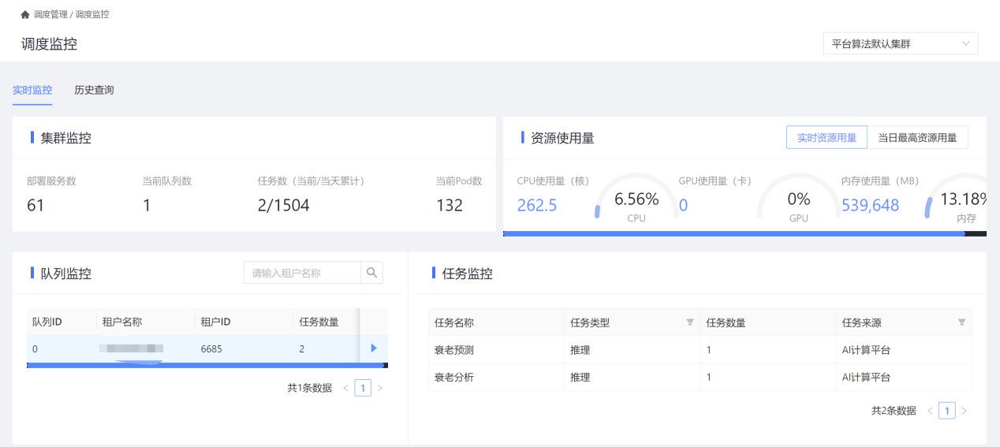 调度管理 / 调度监控
调度监控
平台算法默认集群
实时监控 历史查询
集群监控
部署服务数 当前队列数 任务数（当前/当天累计） 当前Pod数
61 1 2/1504 132
资源使用量
实时资源用量 当日最高资源用量
CPU使用量（核） GPU使用量（卡） 内存使用量（MB）
262.5 6.56% 0 0% 539,648 13.18%
CPU GPU 内存
队列监控
请输入租户名称
队列ID 租户名称 租户ID 任务数量
0 6685 2
共1条数据 < 1 >
任务监控
任务名称 任务类型 任务数量 任务来源
衰老预测 推理 1 AI计算平台
衰老分析 推理 1 AI计算平台
共2条数据 < 1 >